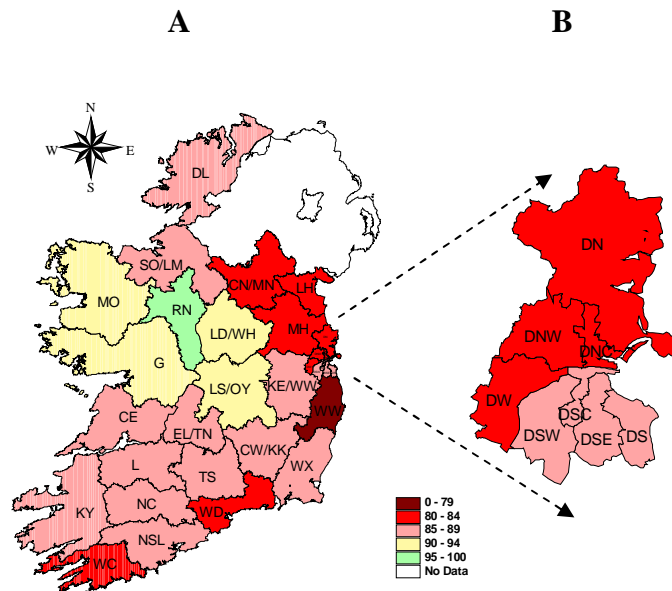 A
B
N
W E
S
DL
SO/LM
MO
RN
CN/MN
LH
LD/WH
MH
G
LS/OY
KE/WW
WW
CE
EL/TN
CW/KK
L
TS
WX
KY
NC
WD
NSL
WC
DN
DNW
DNC
DW
DSC
DSW
DSE
DS
0 - 79
80 - 84
85 - 89
90 - 94
95 - 100
No Data